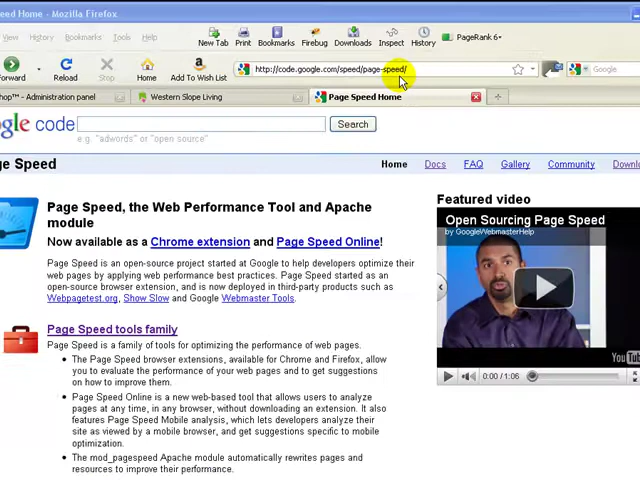 eed Home - Mozilla Firefox
View History Bookmarks Tools Help
New Tab Print Bookmarks Firebug Downloads Inspect History PageRank 6
Forward Reload Stop Home Add To Wish List http://code.google.com/speed/page-speed/ Google
hop™ - Administration panel Western Slope Living Page Speed Home
gle code Search
e.g. "adwords" or "open source"
ge Speed Home Docs FAQ Gallery Community Downlo
Page Speed, the Web Performance Tool and Apache
module
Now available as a Chrome extension and Page Speed Online!
Page Speed is an open-source project started at Google to help developers optimize their
web pages by applying web performance best practices. Page Speed started as an
open-source browser extension, and is now deployed in third-party products such as
Webpagetest.org, Show Slow and Google Webmaster Tools.
Page Speed tools family
Page Speed is a family of tools for optimizing the performance of web pages.
• The Page Speed browser extensions, available for Chrome and Firefox, allow
you to evaluate the performance of your web pages and to get suggestions
on how to improve them.
• Page Speed Online is a new web-based tool that allows users to analyze
pages at any time, in any browser, without downloading an extension. It also
features Page Speed Mobile analysis, which lets developers analyze their
site as viewed by a mobile browser, and get suggestions specific to mobile
optimization.
• The mod_pagespeed Apache module automatically rewrites pages and
resources to improve their performance.
Featured video
Open Sourcing Page Speed
by GoogleWebmasterHelp
YouTub
0:00 / 1:06